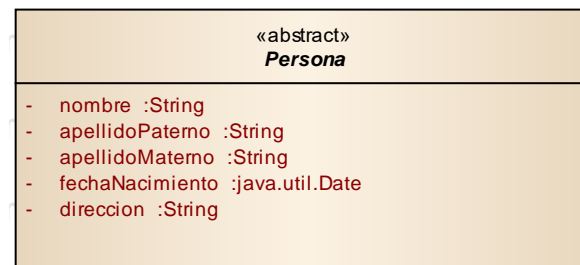 «abstract»
Persona
- nombre :String
- apellidoPaterno :String
- apellidoMaterno :String
- fechaNacimiento :java.util.Date
- direccion :String